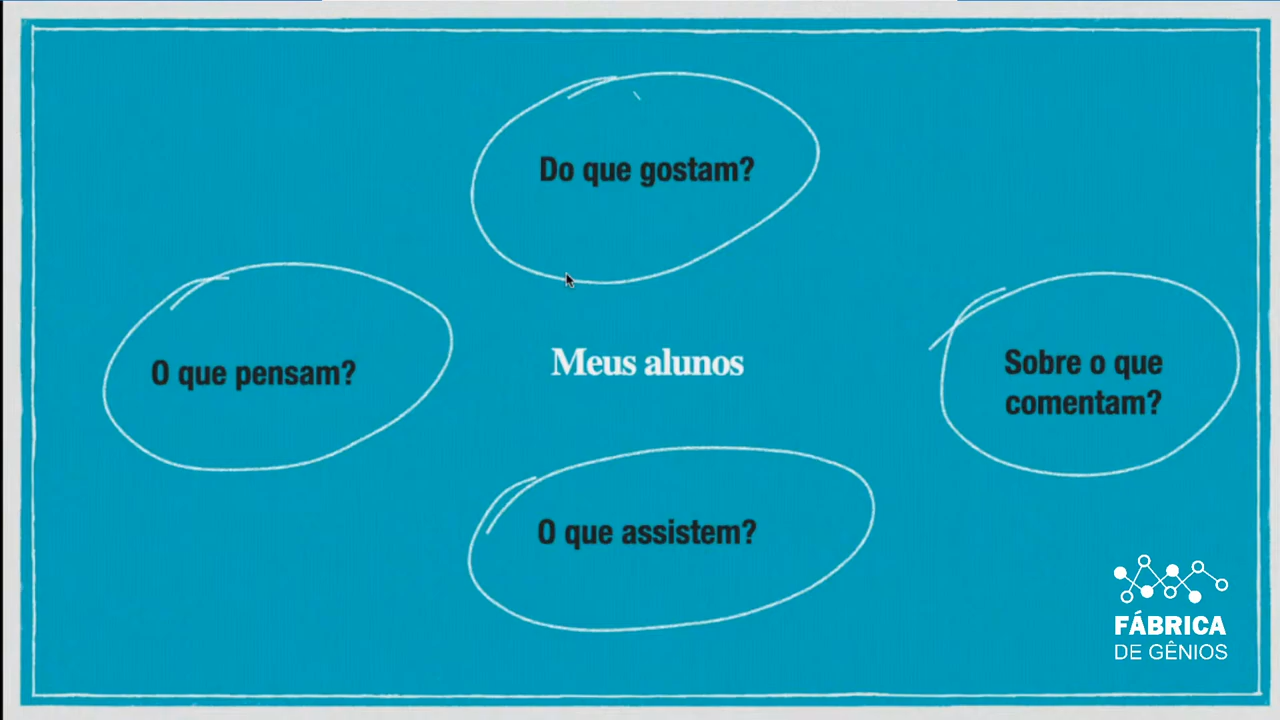 Do que gostam?
O que pensam?
Meus alunos
Sobre o que
comentam?
O que assistem?
FÁBRICA
DE GÊNIOS